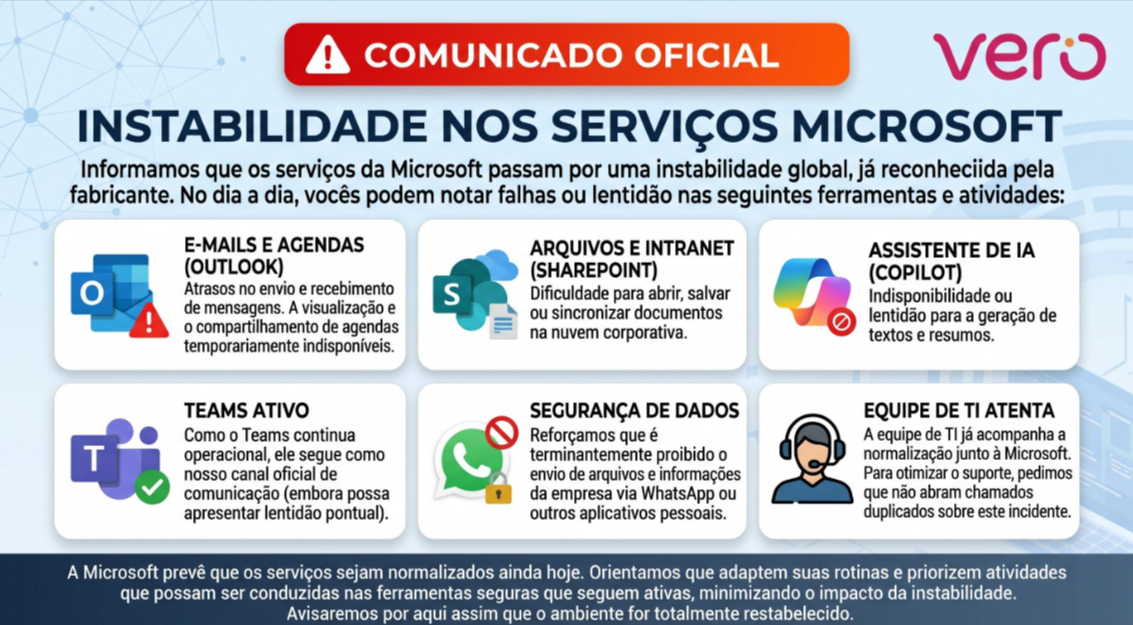 COMUNICADO OFICIAL
vero
INSTABILIDADE NOS SERVIÇOS MICROSOFT
Informamos que os serviços da Microsoft passam por uma instabilidade global, já reconheciida pela
fabricante. No dia a dia, vocês podem notar falhas ou lentidão nas seguintes ferramentas e atividades:
E-MAILS E AGENDAS
(OUTLOOK)
Atrasos no envio e recebimento
de mensagens. A visualização e
o compartilhamento de agendas
temporariamente indisponíveis.
ARQUIVOS E INTRANET
(SHAREPOINT)
Dificuldade para abrir, salvar
ou sincronizar documentos
na nuvem corporativa.
ASSISTENTE DE IA
(COPILOT)
Indisponibilidade ou
lentidão para a geração de
textos e resumos.
TEAMS ATIVO
Como o Teams continua
operacional, ele segue como
nosso canal oficial de
comunicação (embora possa
apresentar lentidão pontual).
SEGURANÇA DE DADOS
Reforçamos que é
terminantemente proibido o
envio de arquivos e informações
da empresa via WhatsApp ou
outros aplicativos pessoais.
EQUIPE DE TI ATENTA
A equipe de TI já acompanha a
normalização junto à Microsoft.
Para otimizar o suporte, pedimos
que não abram chamados
duplicados sobre este incidente.
A Microsoft prevê que os serviços sejam normalizados ainda hoje. Orientamos que adaptem suas rotinas e priorizem atividades
que possam ser conduzidas nas ferramentas seguras que seguem ativas, minimizando o impacto da instabilidade.
Avisaremos por aqui assim que o ambiente for totalmente restabelecido.